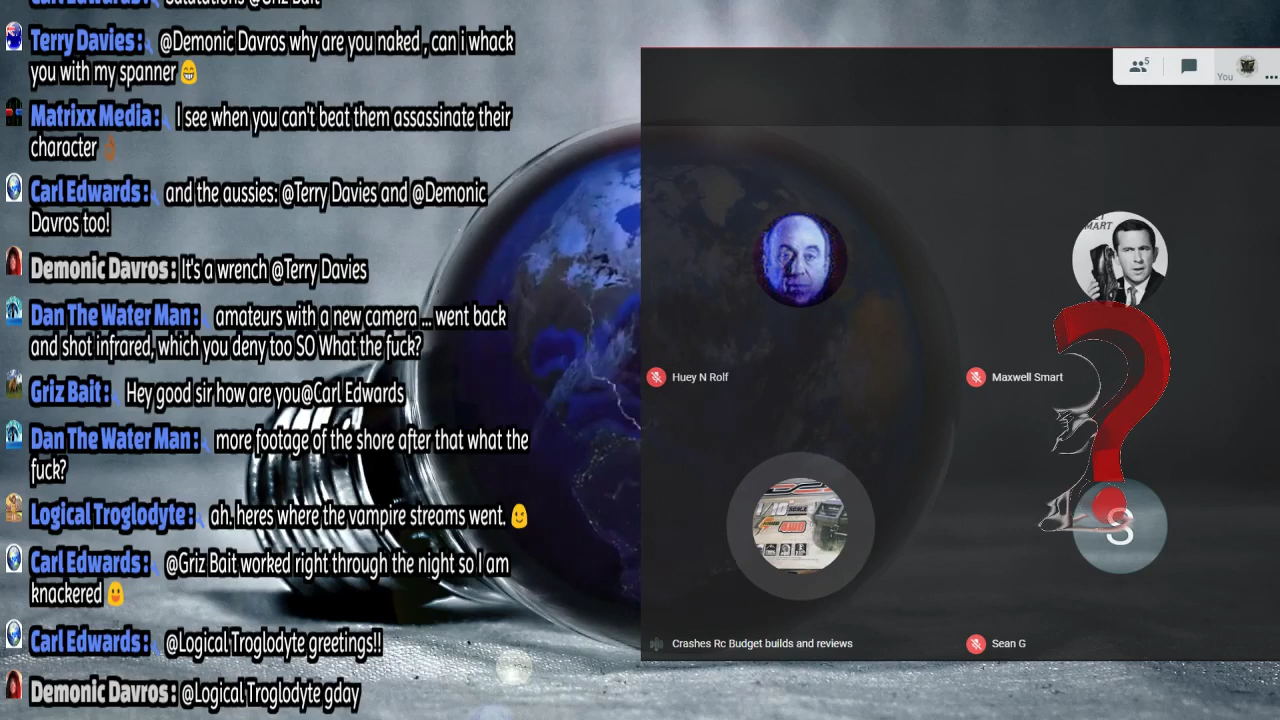 Carl Edwards: Salutations @Griz Bait
Terry Davies: @Demonic Davros why are you naked , can i whack
you with my spanner 😁
Matrixx Media: I see when you can't beat them assassinate their
character 👌🏾
Carl Edwards: and the aussies: @Terry Davies and @Demonic
Davros too!
Demonic Davros: It's a wrench @Terry Davies
Dan The Water Man: amateurs with a new camera ... went back
and shot infrared, which you deny too SO What the fuck?
Griz Bait: Hey good sir how are you@Carl Edwards
Dan The Water Man: more footage of the shore after that what the
fuck?
Logical Troglodyte: ah. heres where the vampire streams went. 😉
Carl Edwards: @Griz Bait worked right through the night so I am
knackered 😛
Carl Edwards: @Logical Troglodyte greetings!!
Demonic Davros: @Logical Troglodyte gday
5
You
SMART
Huey N Rolf
Maxwell Smart
?
S
Crashes Rc Budget builds and reviews
Sean G